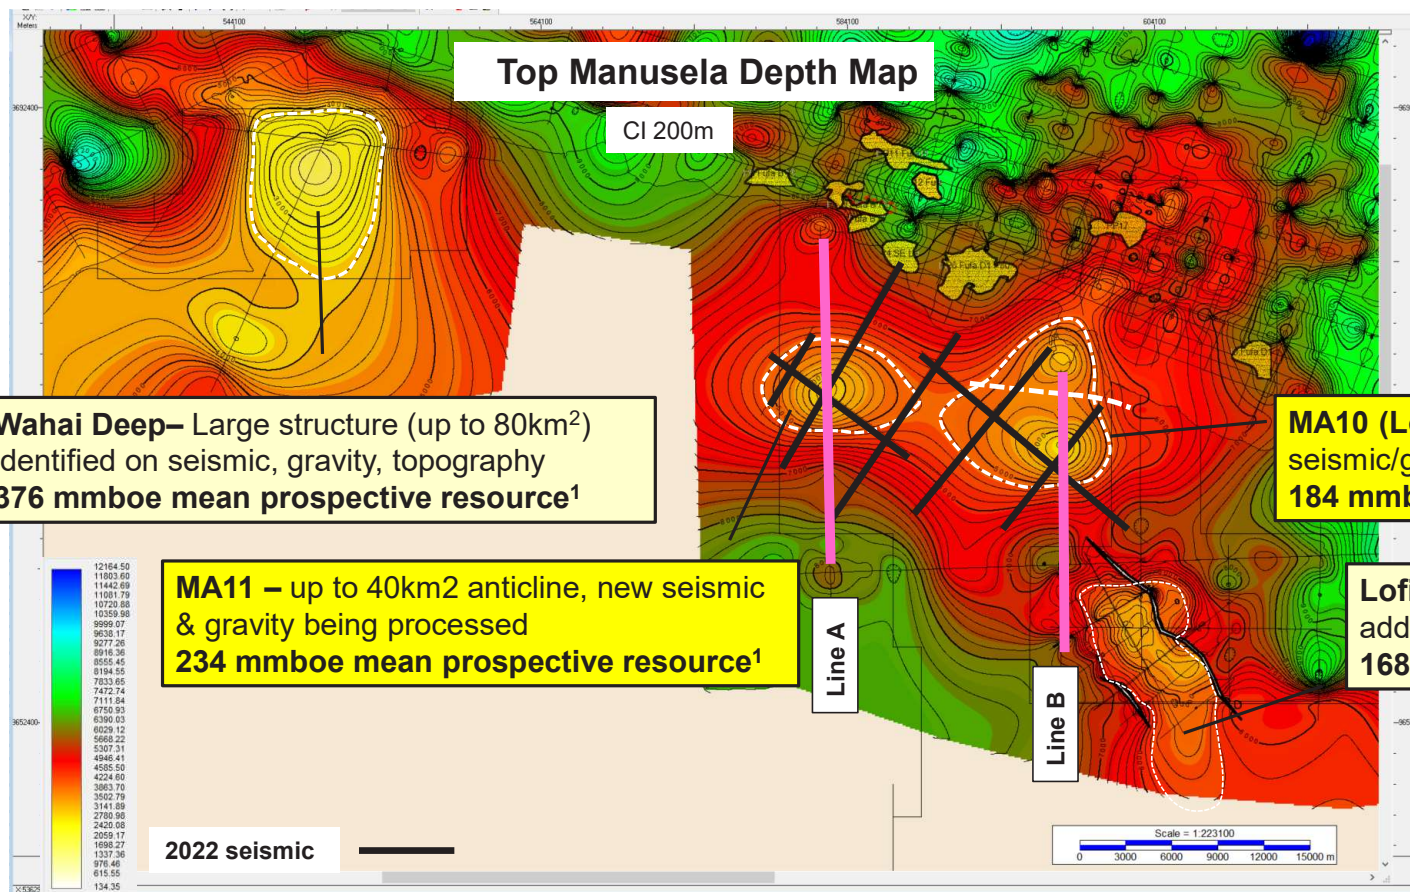 X/Y:
Meters
544100
564100
584100
604100
Top Manusela Depth Map
CI 200m
9692400
Wahai Deep– Large structure (up to 80km²)
identified on seismic, gravity, topography
376 mmboe mean prospective resource¹
MA10 (L
seismic/g
184 mmb
MA11 – up to 40km2 anticline, new seismic
& gravity being processed
234 mmboe mean prospective resource¹
Lofi
add
168
Line A
Line B
12164.50
11803.60
11442.69
11081.79
10720.88
10359.98
9999.07
9638.17
9277.26
8916.36
8555.45
8194.55
7833.65
7472.74
7111.84
6750.93
6390.03
6029.12
5668.22
5307.31
4946.41
4585.50
4224.60
3863.70
3502.79
3141.89
2780.98
2420.08
2059.17
1698.27
1337.36
976.46
615.55
134.35
9652400
2022 seismic
Scale = 1:223100
0 3000 6000 9000 12000 15000 m